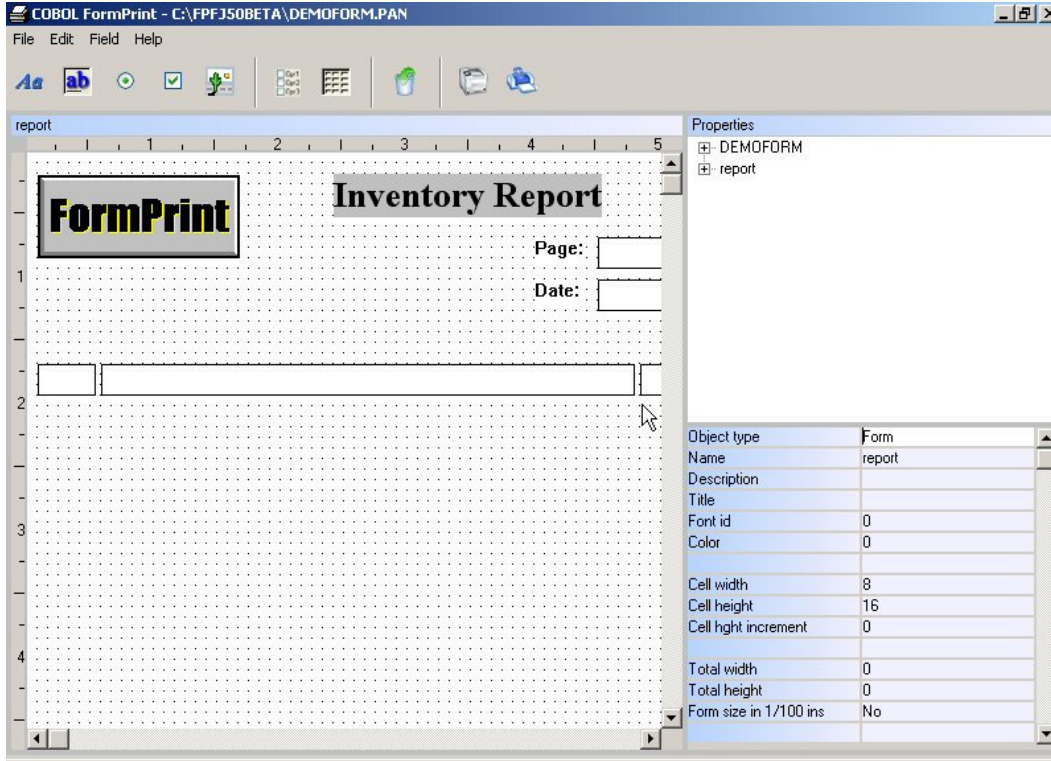 COBOL FormPrint - C:\FPFJ50BETA\DEMOFORM.PAN
File Edit Field Help
Aa ab
report
Properties
1 2 3 4 5
DEMOFORM
report
FormPrint
Inventory Report
Page:
1
Date:
2
3
4
Object type Form
Name report
Description
Title
Font id 0
Color 0
Cell width 8
Cell height 16
Cell hght increment 0
Total width 0
Total height 0
Form size in 1/100 ins No